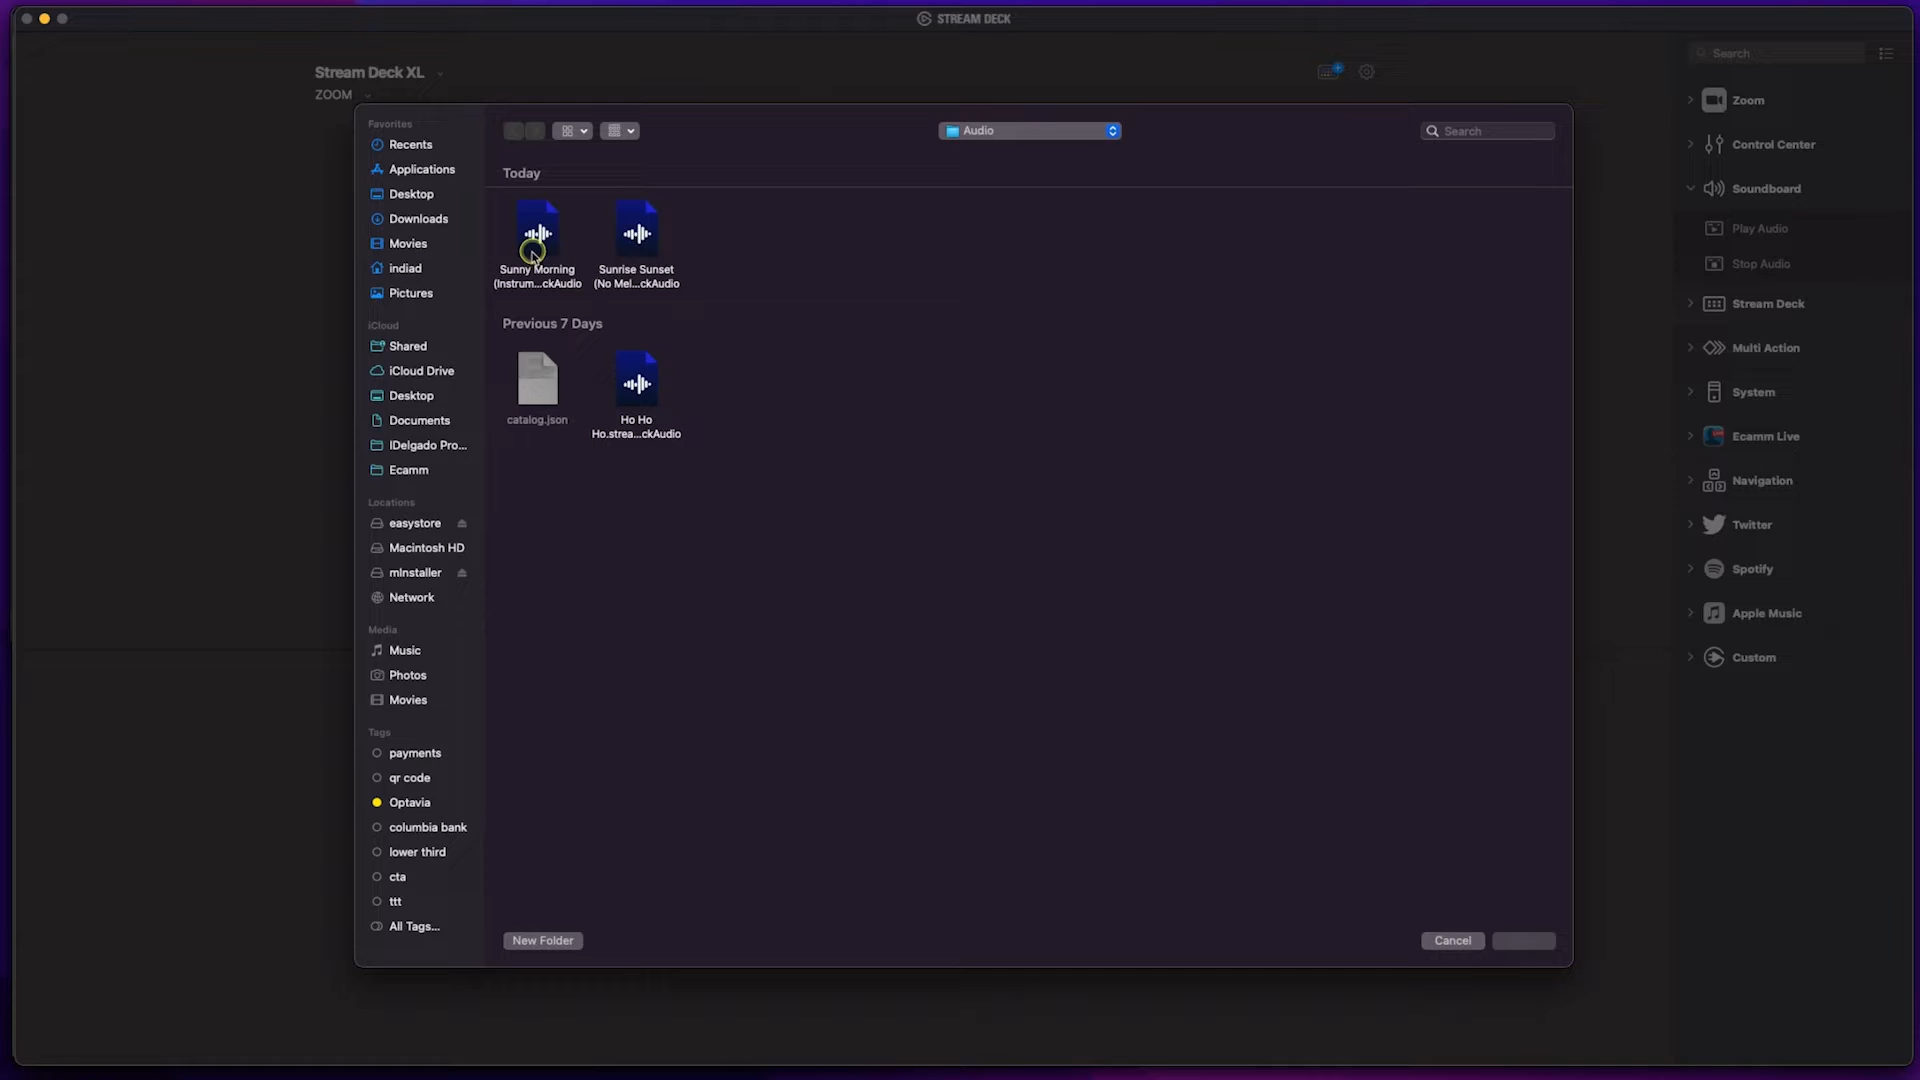 STREAM DECK
Stream Deck XL
ZOOM
Search
Zoom
Control Center
Soundboard
Play Audio
Stop Audio
Stream Deck
Multi Action
System
Ecamm Live
Navigation
Twitter
Spotify
Apple Music
Custom
Favorites
Recents
Applications
Desktop
Downloads
Movies
indiad
Pictures
iCloud
Shared
iCloud Drive
Desktop
Documents
IDelgado Pro...
Ecamm
Locations
easystore
Macintosh HD
mInstaller
Network
Media
Music
Photos
Movies
Tags
payments
qr code
Optavia
columbia bank
lower third
cta
ttt
All Tags...
Audio
Search
Today
Sunny Morning
(Instrum...ckAudio
Sunrise Sunset
(No Mel...ckAudio
Previous 7 Days
catalog.json
Ho Ho
Ho.strea...ckAudio
New Folder
Cancel